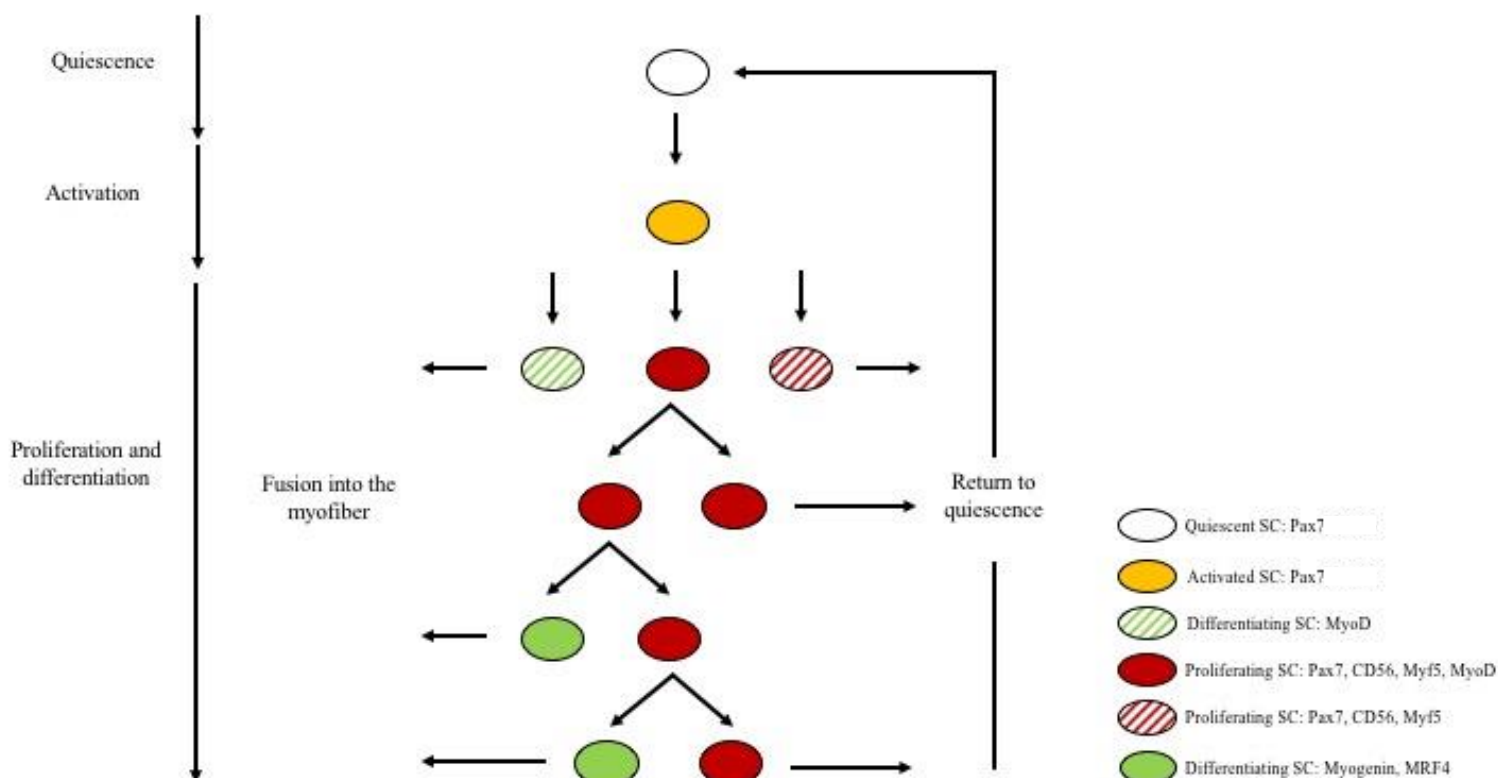 Quiescence
Activation
Proliferation and
differentiation
Fusion into the
myofiber
Return to
quiescence
Quiescent SC: Pax7
Activated SC: Pax7
Differentiating SC: MyoD
Proliferating SC: Pax7, CD56, Myf5, MyoD
Proliferating SC: Pax7, CD56, Myf5
Differentiating SC: Myogenin, MRF4